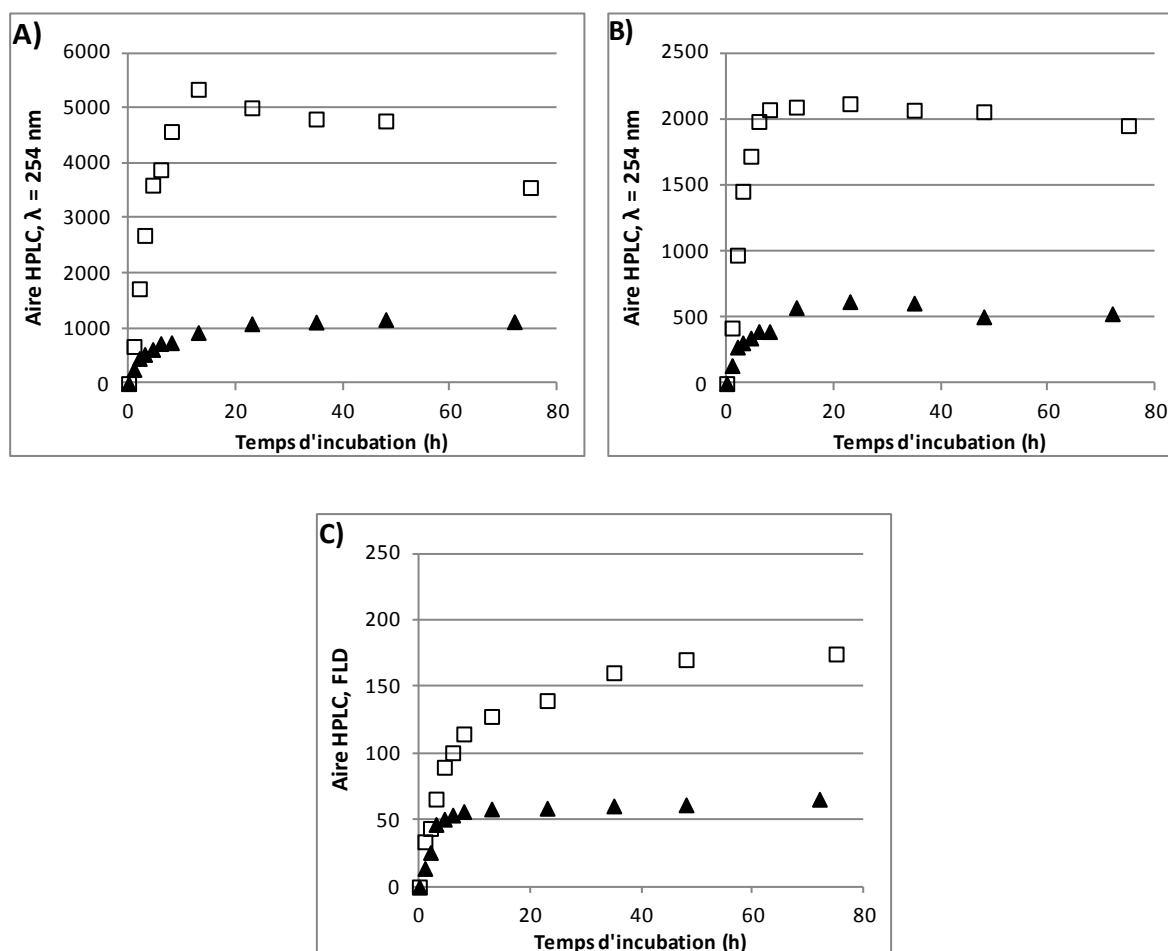 A)
Aire HPLC, λ = 254 nm
6000
5000
4000
3000
2000
1000
0
0 20 40 60 80
Temps d'incubation (h)
B)
Aire HPLC, λ = 254 nm
2500
2000
1500
1000
500
0
0 20 40 60 80
Temps d'incubation (h)
C)
Aire HPLC, FLD
250
200
150
100
50
0
0 20 40 60 80
Temps d'incubation (h)